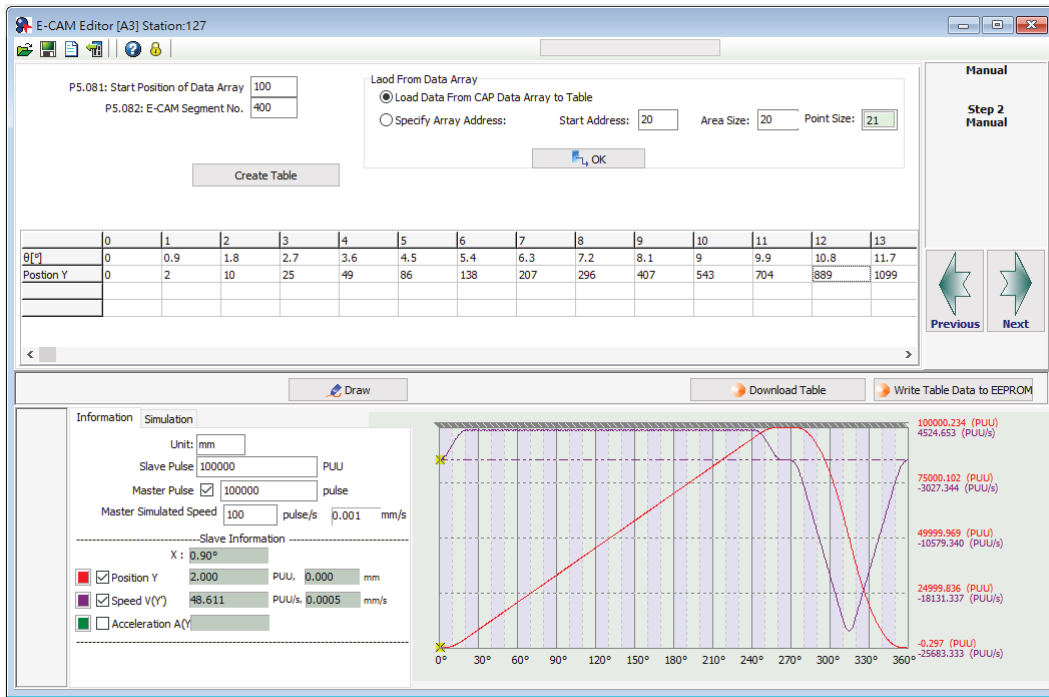 E-CAM Editor [A3] Station:127
P5.081: Start Position of Data Array 100
P5.082: E-CAM Segment No. 400
Create Table
Laod From Data Array
Load Data From CAP Data Array to Table
Specify Array Address: Start Address: 20 Area Size: 20 Point Size: 21
OK
Manual
Step 2
Manual
0 1 2 3 4 5 6 7 8 9 10 11 12 13
θ[º] 0 0.9 1.8 2.7 3.6 4.5 5.4 6.3 7.2 8.1 9 9.9 10.8 11.7
Postion Y 0 2 10 25 49 86 138 207 296 407 543 704 889 1099
Previous Next
Draw Download Table Write Table Data to EEPROM
Information Simulation
Unit: mm
Slave Pulse 100000 PUU
Master Pulse 100000 pulse
Master Simulated Speed 100 pulse/s 0.001 mm/s
Slave Information
X : 0.90°
Position Y 2.000 PUU, 0.000 mm
Speed V(Y') 48.611 PUU/s, 0.0005 mm/s
Acceleration A(Y
100000.234 (PUU)
4524.653 (PUU/s)
75000.102 (PUU)
-3027.344 (PUU/s)
49999.969 (PUU)
-10579.340 (PUU/s)
24999.836 (PUU)
-18131.337 (PUU/s)
-0.297 (PUU)
-25683.333 (PUU/s)
0° 30° 60° 90° 120° 150° 180° 210° 240° 270° 300° 330° 360°